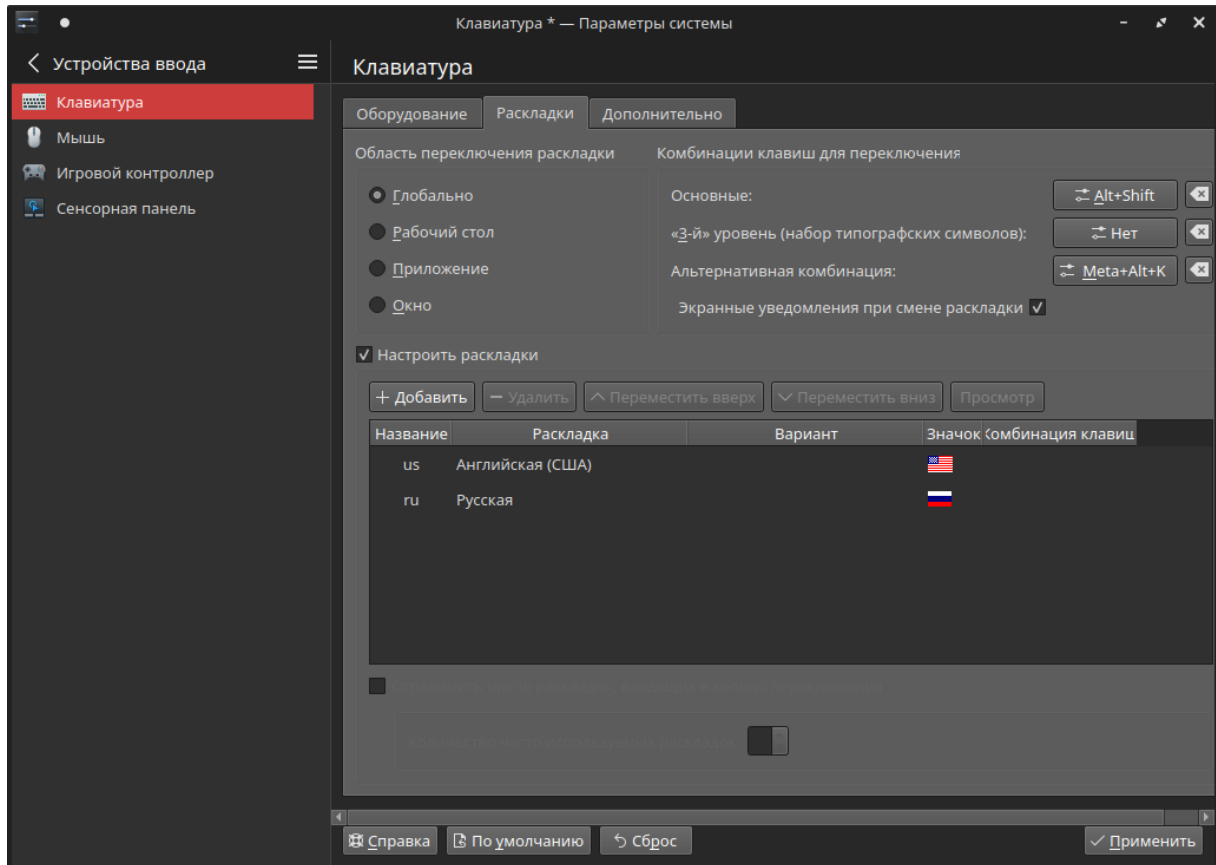 Клавиатура * — Параметры системы
Устройства ввода
Клавиатура
Мышь
Игровой контроллер
Сенсорная панель
Клавиатура
Оборудование Раскладки Дополнительно
Область переключения раскладки
Глобально
Рабочий стол
Приложение
Окно
Комбинации клавиш для переключения
Основные: Alt+Shift
«3-й» уровень (набор типографских символов): Нет
Альтернативная комбинация: Meta+Alt+K
Экранные уведомления при смене раскладки
Настроить раскладки
Добавить Удалить Переместить вверх Переместить вниз Просмотр
Название Раскладка Вариант Значок Комбинация клавиш
us Английская (США)
ru Русская
Справка По умолчанию Сброс Применить